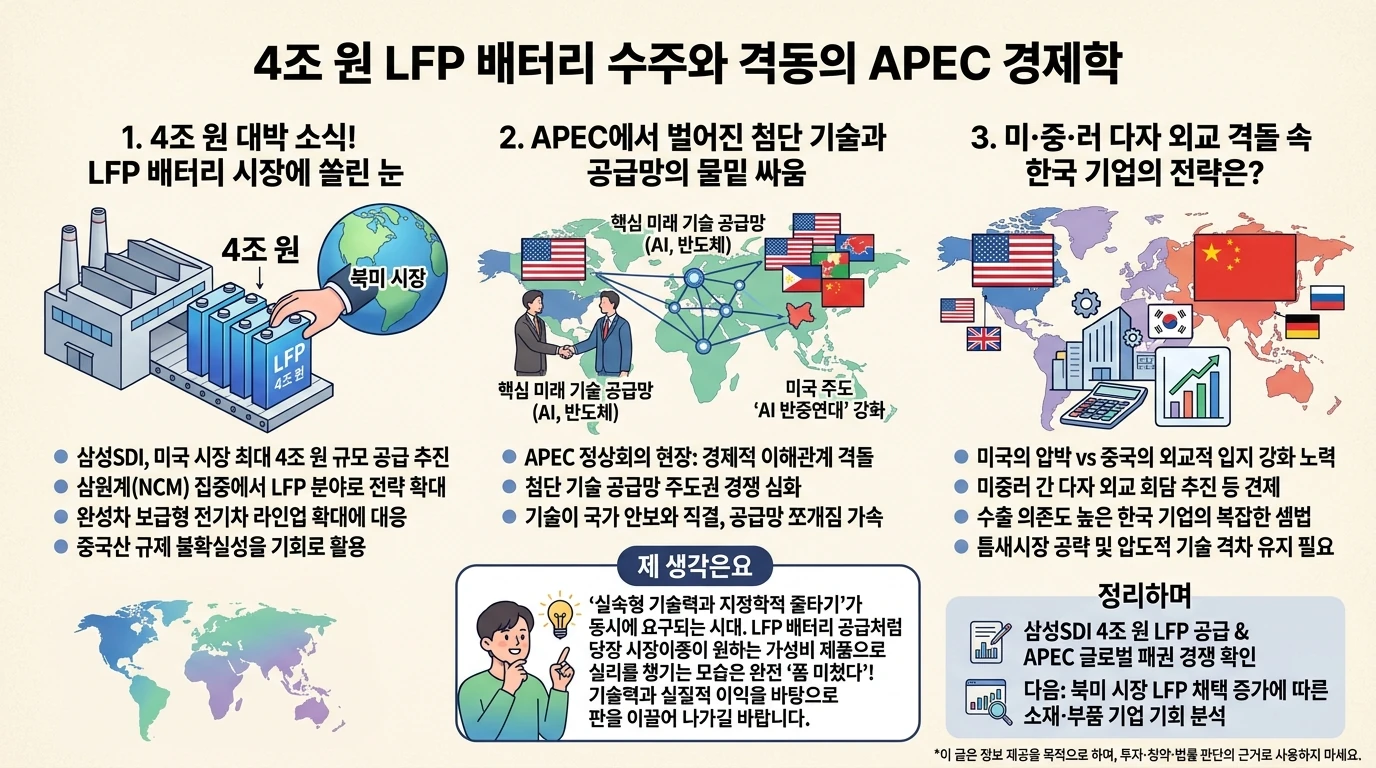 4조 원 LFP 배터리 수주와 격동의 APEC 경제학
1. 4조 원 대박 소식!
LFP 배터리 시장에 쏠린 눈
4조 원
북미 시장
LFP
4조 원
삼성SDI, 미국 시장 최대 4조 원 규모 공급 추진
삼원계(NCM) 집중에서 LFP 분야로 전략 확대
완성차 보급형 전기차 라인업 확대에 대응
중국산 규제 불확실성을 기회로 활용
2. APEC에서 벌어진 첨단 기술과
공급망의 물밑 싸움
핵심 미래 기술 공급망
(AI, 반도체)
핵심 미래 기술 공급망
(AI, 반도체)
미국 주도
‘AI 반중연대’ 강화
APEC 정상회의 현장: 경제적 이해관계 격돌
첨단 기술 공급망 주도권 경쟁 심화
기술이 국가 안보와 직결, 공급망 쪼개짐 가속
제 생각은요
‘실속형 기술력과 지정학적 줄타기’가
동시에 요구되는 시대. LFP 배터리 공급처럼
당장 시장이종이 원하는 가성비 제품으로
실리를 챙기는 모습은 완전 ‘폼 미쳤다’!
기술력과 실질적 이익을 바탕으로
판을 이끌어 나가길 바랍니다.
3. 미·중·러 다자 외교 격돌 속
한국 기업의 전략은?
미국의 압박 vs 중국의 외교적 입지 강화 노력
미중러 간 다자 외교 회담 추진 등 견제
수출 의존도 높은 한국 기업의 복잡한 셈법
틈새시장 공략 및 압도적 기술 격차 유지 필요
정리하며
삼성SDI 4조 원 LFP 공급 &
APEC 글로벌 패권 경쟁 확인
다음: 북미 시장 LFP 채택 증가에 따른
소재·부품 기업 기회 분석
*이 글은 정보 제공을 목적으로 하며, 투자·청약·법률 판단의 근거로 사용하지 마세요.